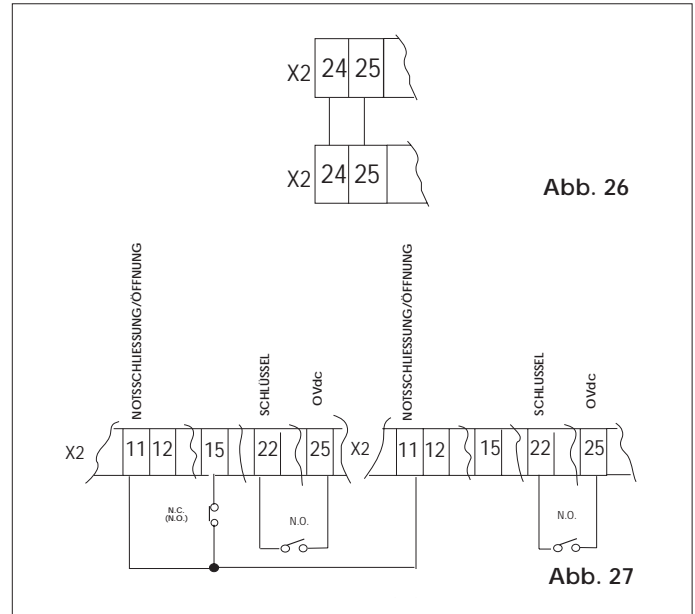 X2 24 25
X2 24 25
Abb. 26
NOTSSCHLIESSUNG/ÖFFNUNG
SCHLÜSSEL
OVdc
NOTSSCHLIESSUNG/ÖFFNUNG
SCHLÜSSEL
OVdc
X2 11 12 15 22 25 X2 11 12 15 22 25
N.C.
(N.O.)
N.O.
N.O.
Abb. 27